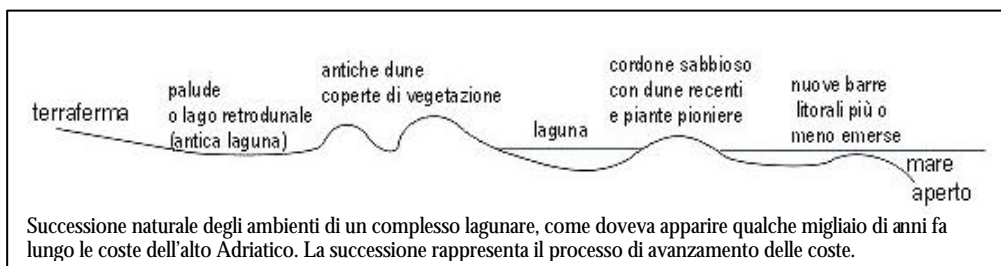 terraferma
palude
o lago retrodunale
(antica laguna)
antiche dune
coperte di vegetazione
laguna
cordone sabbioso
con dune recenti
e piante pioniere
nuove barre
litorali più o
meno emerse
mare
aperto
Successione naturale degli ambienti di un complesso lagunare, come doveva apparire qualche migliaio di anni fa
lungo le coste dell'alto Adriatico. La successione rappresenta il processo di avanzamento delle coste.